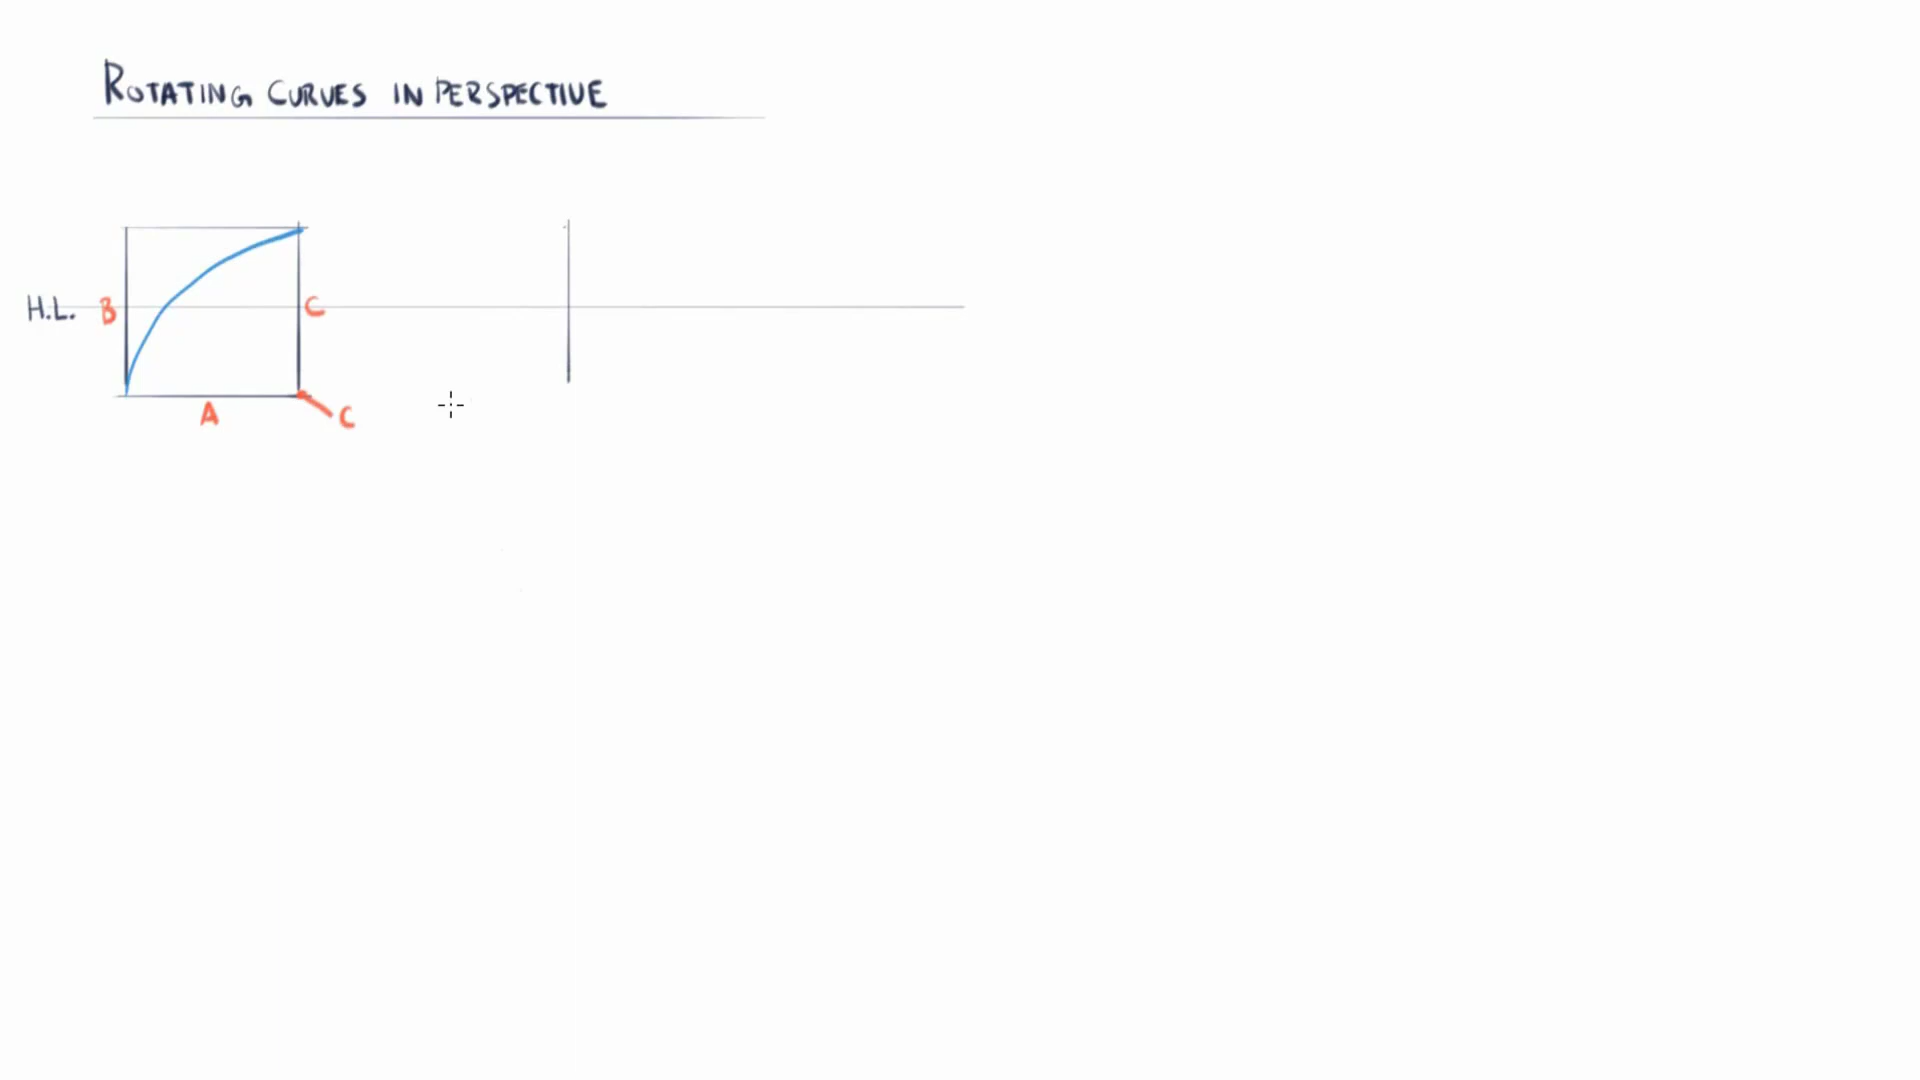 ROTATING CURVES IN PERSPECTIVE
H.L. B C
A C